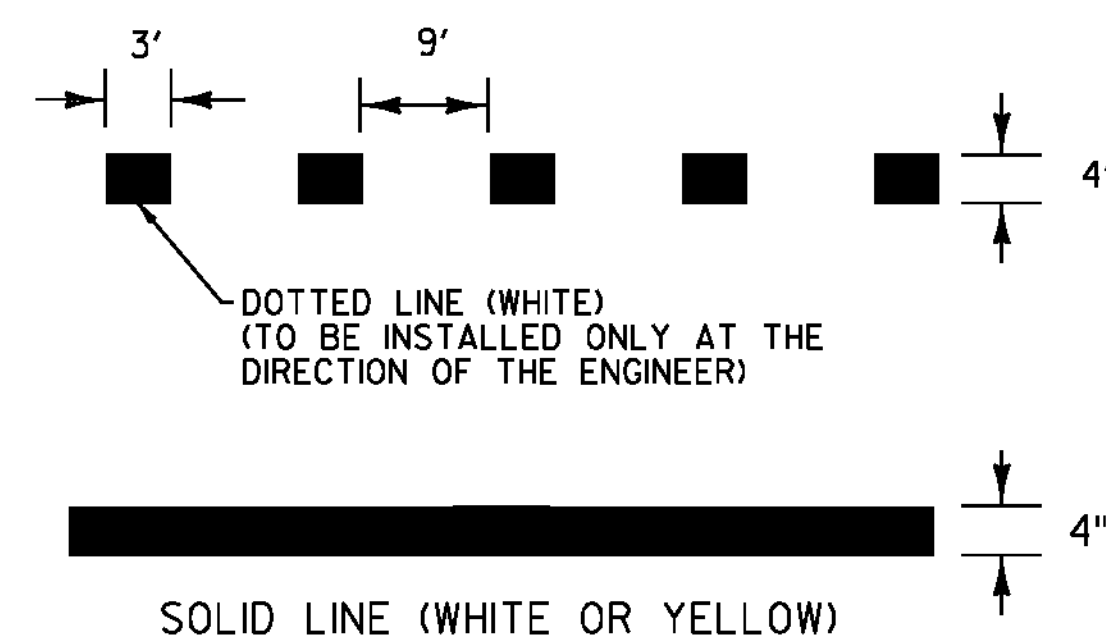 3' 9'
4'
DOTTED LINE (WHITE)
(TO BE INSTALLED ONLY AT THE
DIRECTION OF THE ENGINEER)
4"
SOLID LINE (WHITE OR YELLOW)